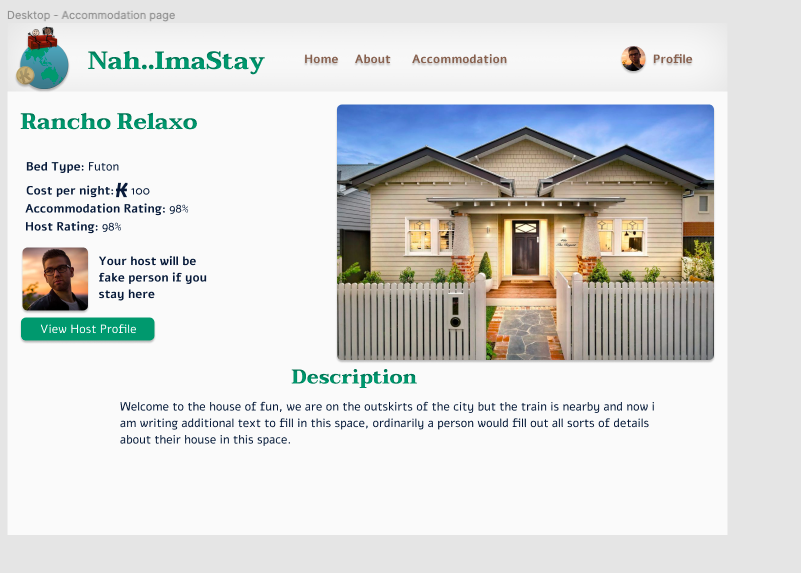 Desktop - Accommodation page
Nah..ImaStay
Home About Accommodation Profile
Rancho Relaxo
Bed Type: Futon
Cost per night: 100
Accommodation Rating: 98%
Host Rating: 98%
Your host will be
fake person if you
stay here
View Host Profile
Description
Welcome to the house of fun, we are on the outskirts of the city but the train is nearby and now i
am writing additional text to fill in this space, ordinarily a person would fill out all sorts of details
about their house in this space.